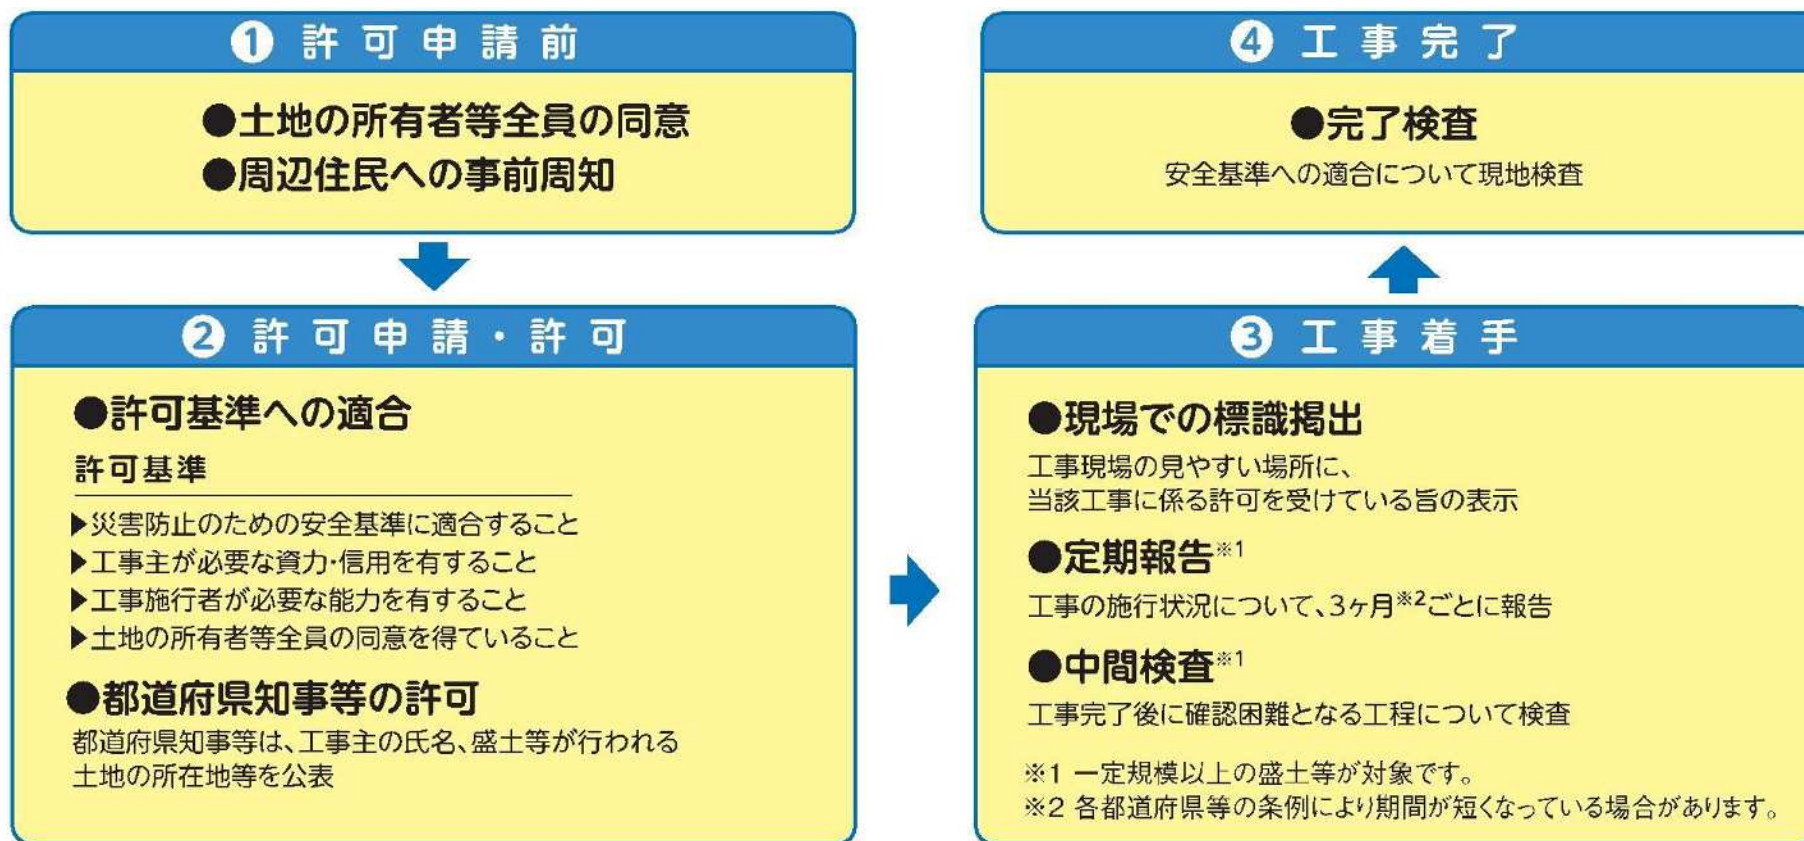 ❶ 許可申請前
●土地の所有者等全員の同意
●周辺住民への事前周知
❷ 許可申請・許可
●許可基準への適合
許可基準
▶災害防止のための安全基準に適合すること
▶工事主が必要な資力・信用を有すること
▶工事施行者が必要な能力を有すること
▶土地の所有者等全員の同意を得ていること
●都道府県知事等の許可
都道府県知事等は、工事主の氏名、盛土等が行われる
土地の所在地等を公表
❸ 工事着手
●現場での標識掲出
工事現場の見やすい場所に、
当該工事に係る許可を受けている旨の表示
●定期報告※1
工事の施行状況について、3ヶ月※2ごとに報告
●中間検査※1
工事完了後に確認困難となる工程について検査
※1 一定規模以上の盛土等が対象です。
※2 各都道府県等の条例により期間が短くなっている場合があります。
❹ 工事完了
●完了検査
安全基準への適合について現地検査